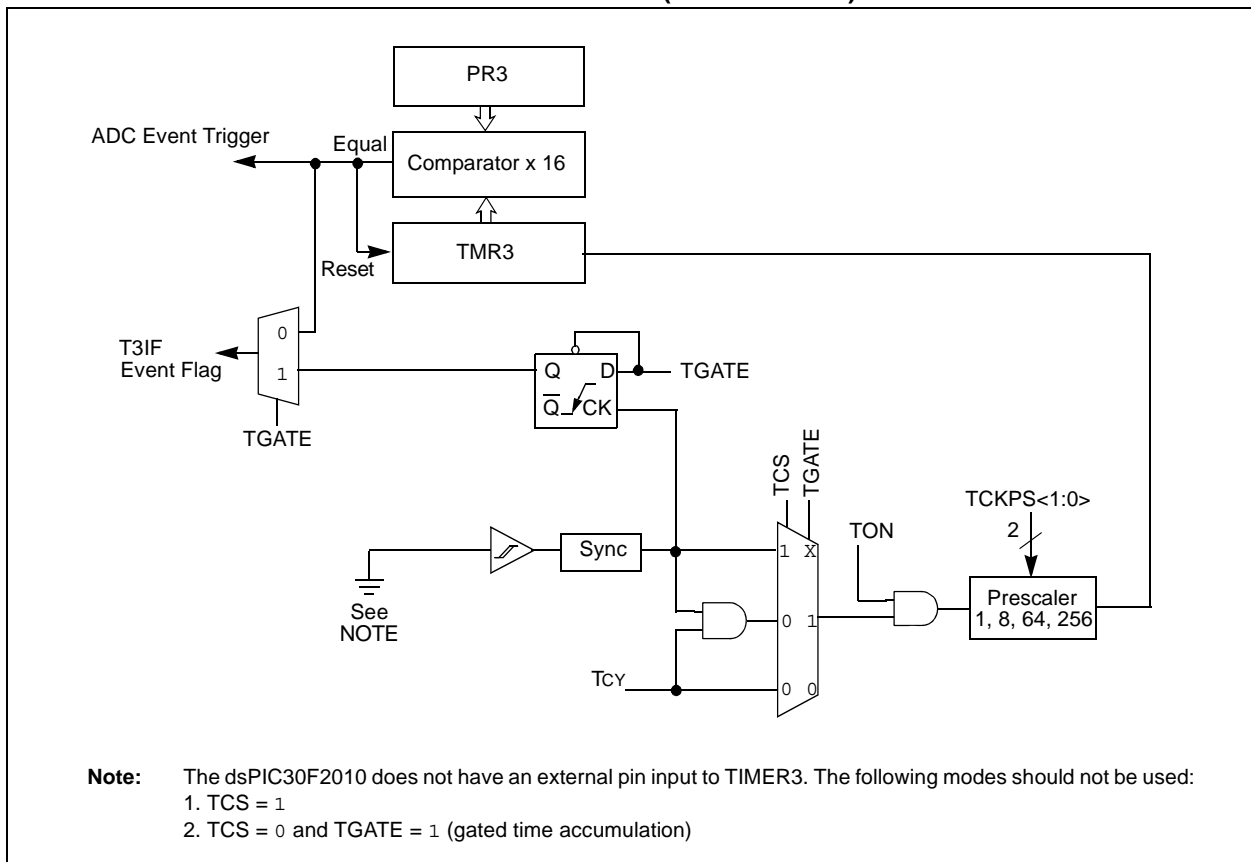 PR3
ADC Event Trigger
Equal
Comparator x 16
TMR3
Reset
0
1
T3IF
Event Flag
TGATE
Q
D
Q
CK
TGATE
TCS
TGATE
TCKPS<1:0>
2
TON
Sync
1 X
See
NOTE
0 1
Prescaler
1, 8, 64, 256
TCY
0 0
Note: The dsPIC30F2010 does not have an external pin input to TIMER3. The following modes should not be used:
1. TCS = 1
2. TCS = 0 and TGATE = 1 (gated time accumulation)